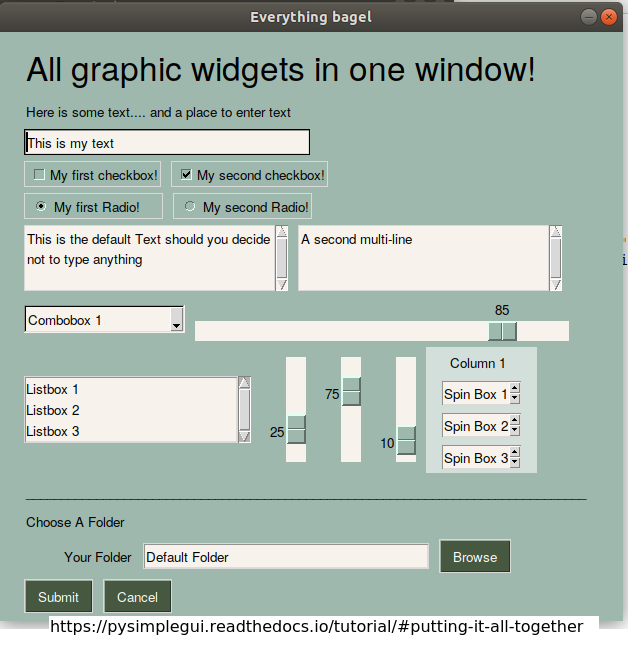 Everything bagel
All graphic widgets in one window!
Here is some text.... and a place to enter text
This is my text
My first checkbox! My second checkbox!
My first Radio! My second Radio!
This is the default Text should you decide
not to type anything
A second multi-line
Combobox 1
85
Listbox 1
Listbox 2
Listbox 3
25
75
10
Column 1
Spin Box 1
Spin Box 2
Spin Box 3
Choose A Folder
Your Folder Default Folder Browse
Submit Cancel
https://pysimplegui.readthedocs.io/tutorial/#putting-it-all-together